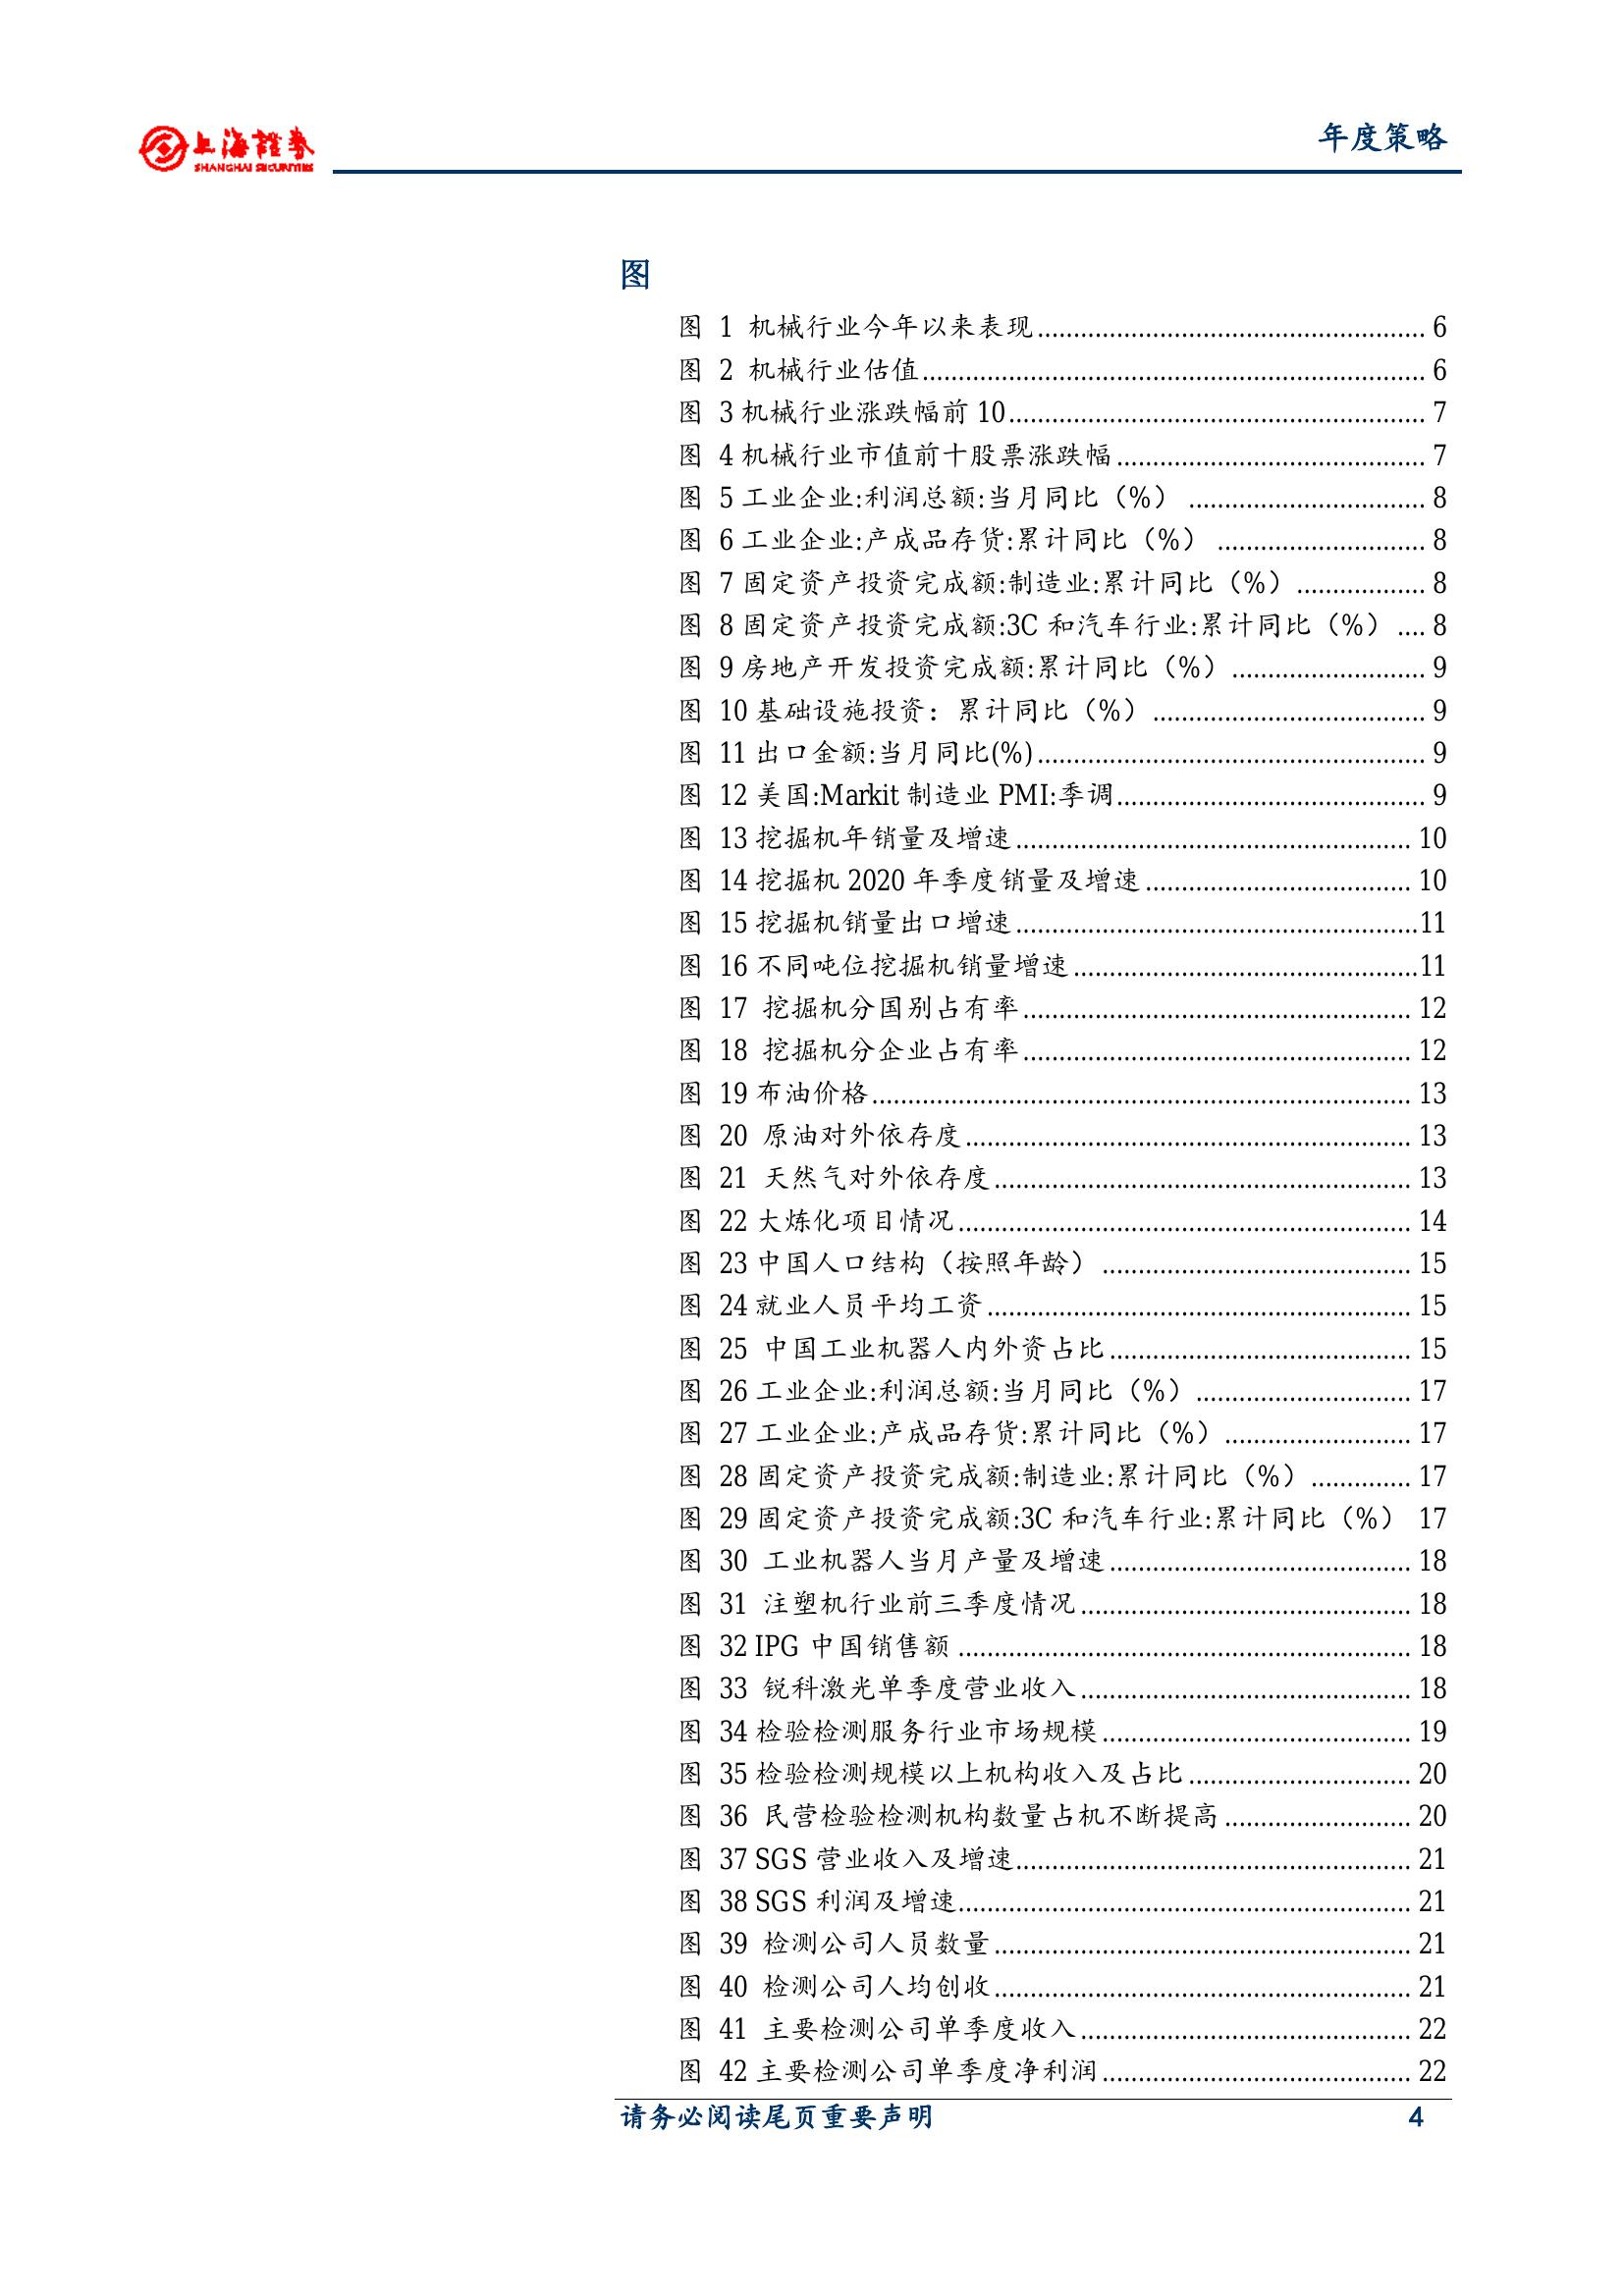 上海證券
SHANGHAI SECURITIES
年度策略
图
图 1 机械行业今年以来表现 6
图 2 机械行业估值 6
图 3 机械行业涨跌幅前 10 7
图 4 机械行业市值前十股票涨跌幅 7
图 5 工业企业:利润总额:当月同比（%） 8
图 6 工业企业:产成品存货:累计同比（%） 8
图 7 固定资产投资完成额:制造业:累计同比（%） 8
图 8 固定资产投资完成额:3C 和汽车行业:累计同比（%） 8
图 9 房地产开发投资完成额:累计同比（%） 9
图 10 基础设施投资：累计同比（%） 9
图 11 出口金额:当月同比(%) 9
图 12 美国:Markit 制造业 PMI:季调 9
图 13 挖掘机年销量及增速 10
图 14 挖掘机 2020 年季度销量及增速 10
图 15 挖掘机销量出口增速 11
图 16 不同吨位挖掘机销量增速 11
图 17 挖掘机分国别占有率 12
图 18 挖掘机分企业占有率 12
图 19 布油价格 13
图 20 原油对外依存度 13
图 21 天然气对外依存度 13
图 22 大炼化项目情况 14
图 23 中国人口结构（按照年龄） 15
图 24 就业人员平均工资 15
图 25 中国工业机器人内外资占比 15
图 26 工业企业:利润总额:当月同比（%） 17
图 27 工业企业:产成品存货:累计同比（%） 17
图 28 固定资产投资完成额:制造业:累计同比（%） 17
图 29 固定资产投资完成额:3C 和汽车行业:累计同比（%） 17
图 30 工业机器人当月产量及增速 18
图 31 注塑机行业前三季度情况 18
图 32 IPG 中国销售额 18
图 33 锐科激光单季度营业收入 18
图 34 检验检测服务行业市场规模 19
图 35 检验检测规模以上机构收入及占比 20
图 36 民营检验检测机构数量占机不断提高 20
图 37 SGS 营业收入及增速 21
图 38 SGS 利润及增速 21
图 39 检测公司人员数量 21
图 40 检测公司人均创收 21
图 41 主要检测公司单季度收入 22
图 42 主要检测公司单季度净利润 22
请务必阅读尾页重要声明 4